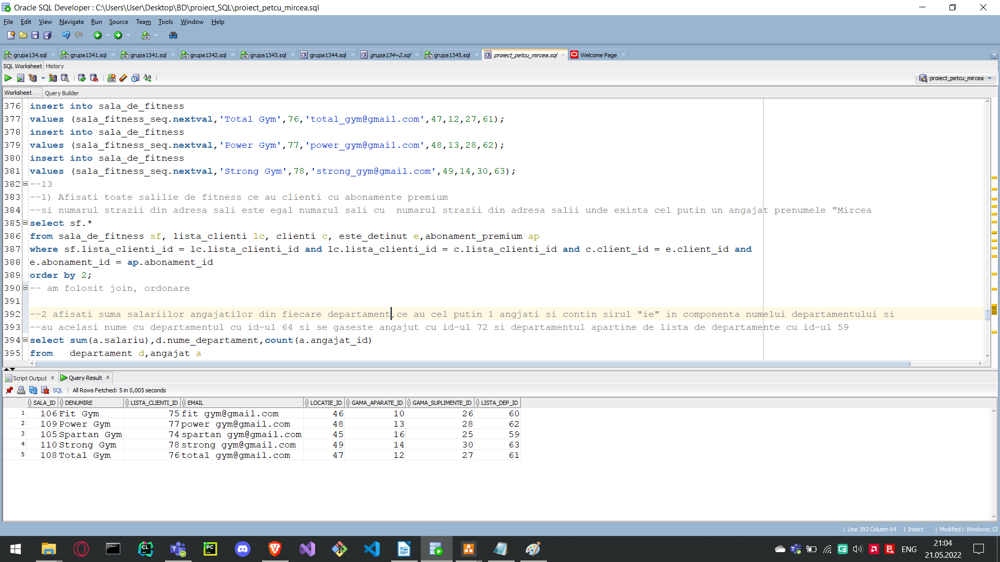 Oracle SQL Developer : C:\Users\User\Desktop\BD\proiect_SQL\proiect_petcu_mircea.sql
File Edit View Navigate Run Source Team Tools Window Help
grupa134.sql grupa1341.sql grupa1341.sql grupa1342.sql grupa1343.sql grupa1344.sql grupa134~2.sql grupa1345.sql proiect_petcu_mircea.sql Welcome Page
SQL Worksheet History
proiect_petcu_mircea
Worksheet Query Builder
376 insert into sala_de_fitness
377 values (sala_fitness_seq.nextval,'Total Gym',76,'total_gym@gmail.com',47,12,27,61);
378 insert into sala_de_fitness
379 values (sala_fitness_seq.nextval,'Power Gym',77,'power_gym@gmail.com',48,13,28,62);
380 insert into sala_de_fitness
381 values (sala_fitness_seq.nextval,'Strong Gym',78,'strong_gym@gmail.com',49,14,30,63);
382 --13
383 --1) Afisati toate salilie de fitness ce au clienti cu abonamente premium
384 --si numarul strazii din adresa sali este egal numarul sali cu  numarul strazii din adresa salii unde exista cel putin un angajat prenumele "Mircea
385 select sf.*
386 from sala_de_fitness sf, lista_clienti lc, clienti c, este_detinut e,abonament_premium ap
387 where sf.lista_clienti_id = lc.lista_clienti_id and lc.lista_clienti_id = c.lista_clienti_id and c.client_id = e.client_id and
388 e.abonament_id = ap.abonament_id
389 order by 2;
390 -- am folosit join, ordonare
391
392 --2 afisati suma salariilor angajatilor din fiecare departament,ce au cel putin 1 angjati si contin sirul "ie" in componenta numelui departamentului si
393 --au acelasi nume cu departamentul cu id-ul 64 si se gaseste angajut cu id-ul 72 si departamentul apartine de lista de departamente cu id-ul 59
394 select sum(a.salariu),d.nume_departament,count(a.angajat_id)
395 from   departament d,angajat a
Script Output Query Result
SQL All Rows Fetched: 5 in 0,005 seconds
SALA_ID DENUMIRE LISTA_CLIENTI_ID EMAIL LOCATIE_ID GAMA_APARATE_ID GAMA_SUPLIMENTE_ID LISTA_DEP_ID
1 106 Fit Gym 75 fit_gym@gmail.com 46 10 26 60
2 109 Power Gym 77 power_gym@gmail.com 48 13 28 62
3 105 Spartan Gym 74 spartan_gym@gmail.com 45 16 25 59
4 110 Strong Gym 78 strong_gym@gmail.com 49 14 30 63
5 108 Total Gym 76 total_gym@gmail.com 47 12 27 61
Line 392 Column 64 Insert Modified Windows: CF
ENG 21:04
21.05.2022